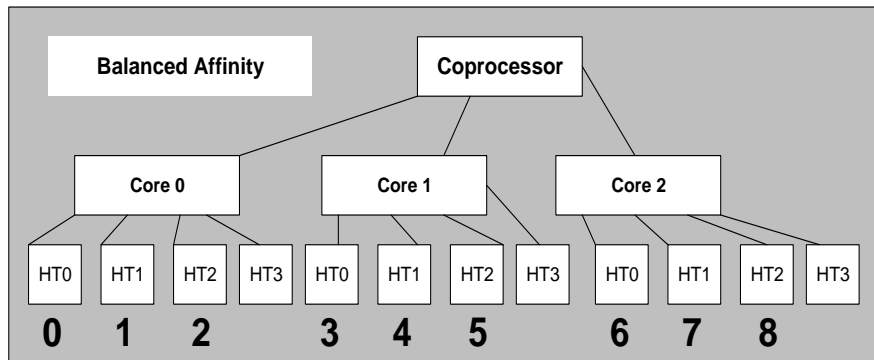 Balanced Affinity
Coprocessor
Core 0
Core 1
Core 2
HT0 HT1 HT2 HT3 HT0 HT1 HT2 HT3 HT0 HT1 HT2 HT3
0 1 2 3 4 5 6 7 8